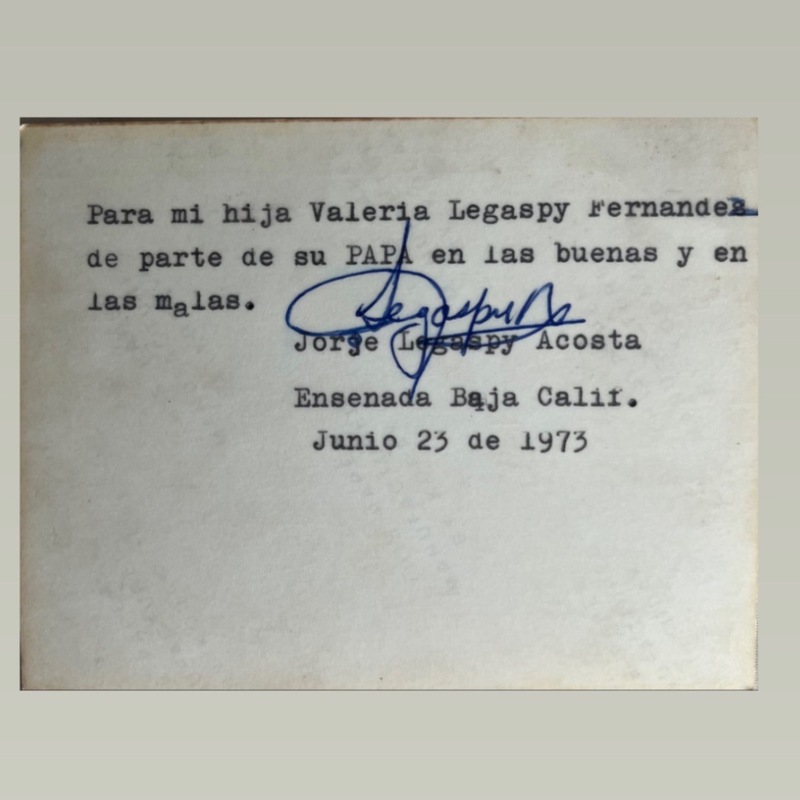 Para mi hija Valeria Legaspy Fernandez
de parte de su PAPA en las buenas y en
las malas.
Jorge Legaspy Acosta
Ensenada Baja Calif.
Junio 23 de 1973